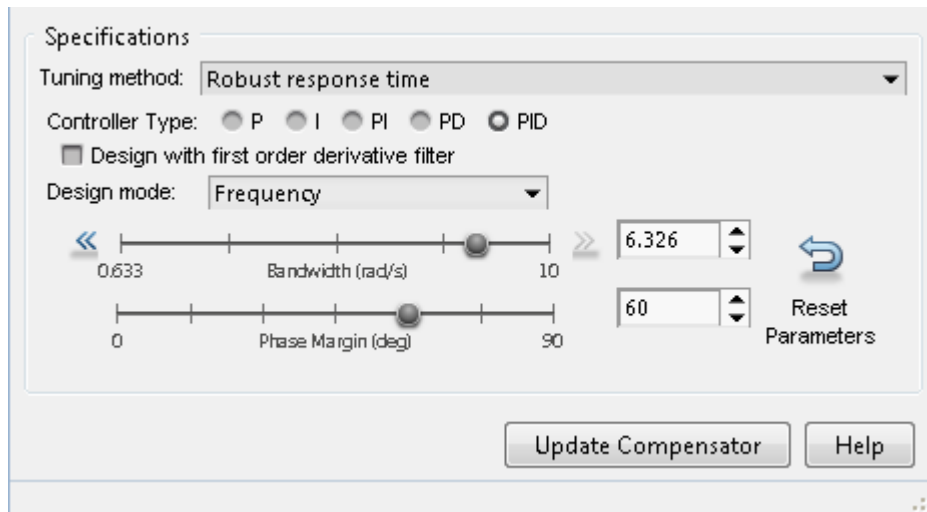 Specifications
Tuning method: Robust response time
Controller Type: P I PI PD PID
Design with first order derivative filter
Design mode: Frequency
6.326
0.633 Bandwidth (rad/s) 10
60
0 Phase Margin (deg) 90
Reset
Parameters
Update Compensator Help